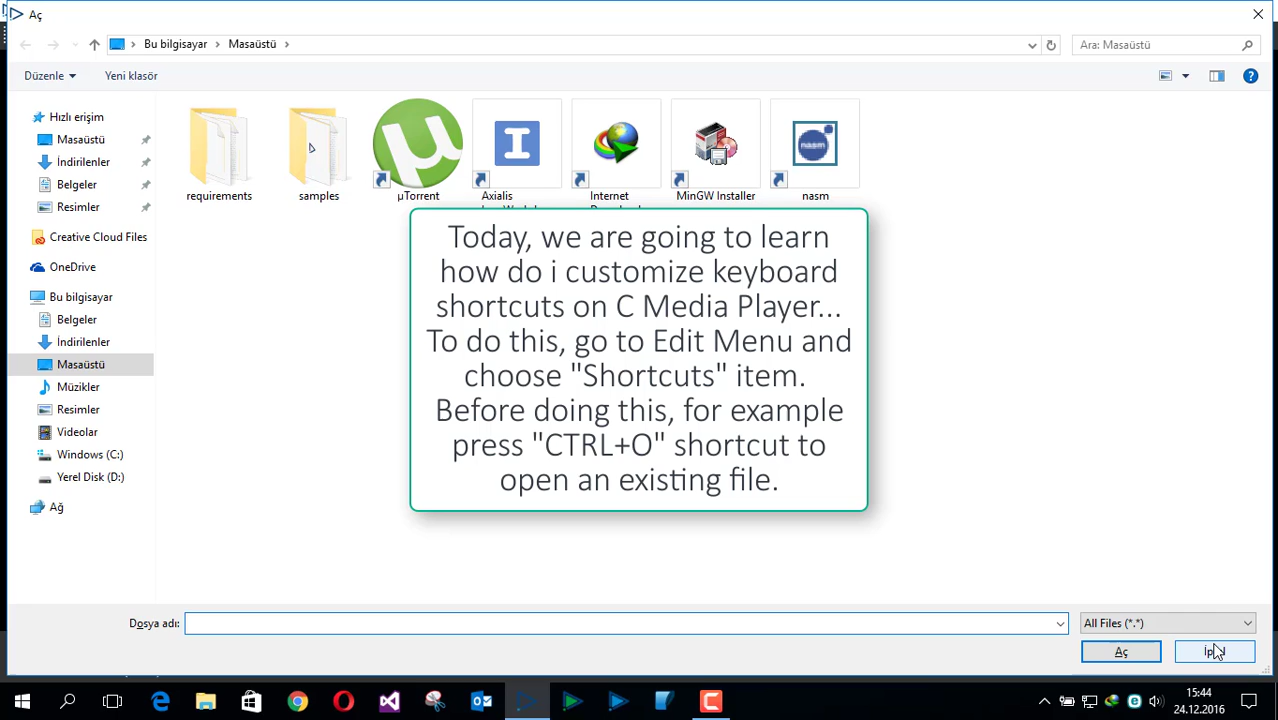 Aç
Bu bilgisayar
Masaüstü
Ara: Masaüstü
Düzenle
Yeni klasör
Hızlı erişim
Masaüstü
İndirilenler
Belgeler
Resimler
Creative Cloud Files
OneDrive
Bu bilgisayar
Belgeler
İndirilenler
Masaüstü
Müzikler
Resimler
Videolar
Windows (C:)
Yerel Disk (D:)
Ağ
requirements
samples
µTorrent
Axialis
Internet
MinGW Installer
nasm
Today, we are going to learn
how do i customize keyboard
shortcuts on C Media Player...
To do this, go to Edit Menu and
choose "Shortcuts" item.
Before doing this, for example
press "CTRL+O" shortcut to
open an existing file.
Dosya adı:
All Files (*.*)
Aç
15:44
24.12.2016